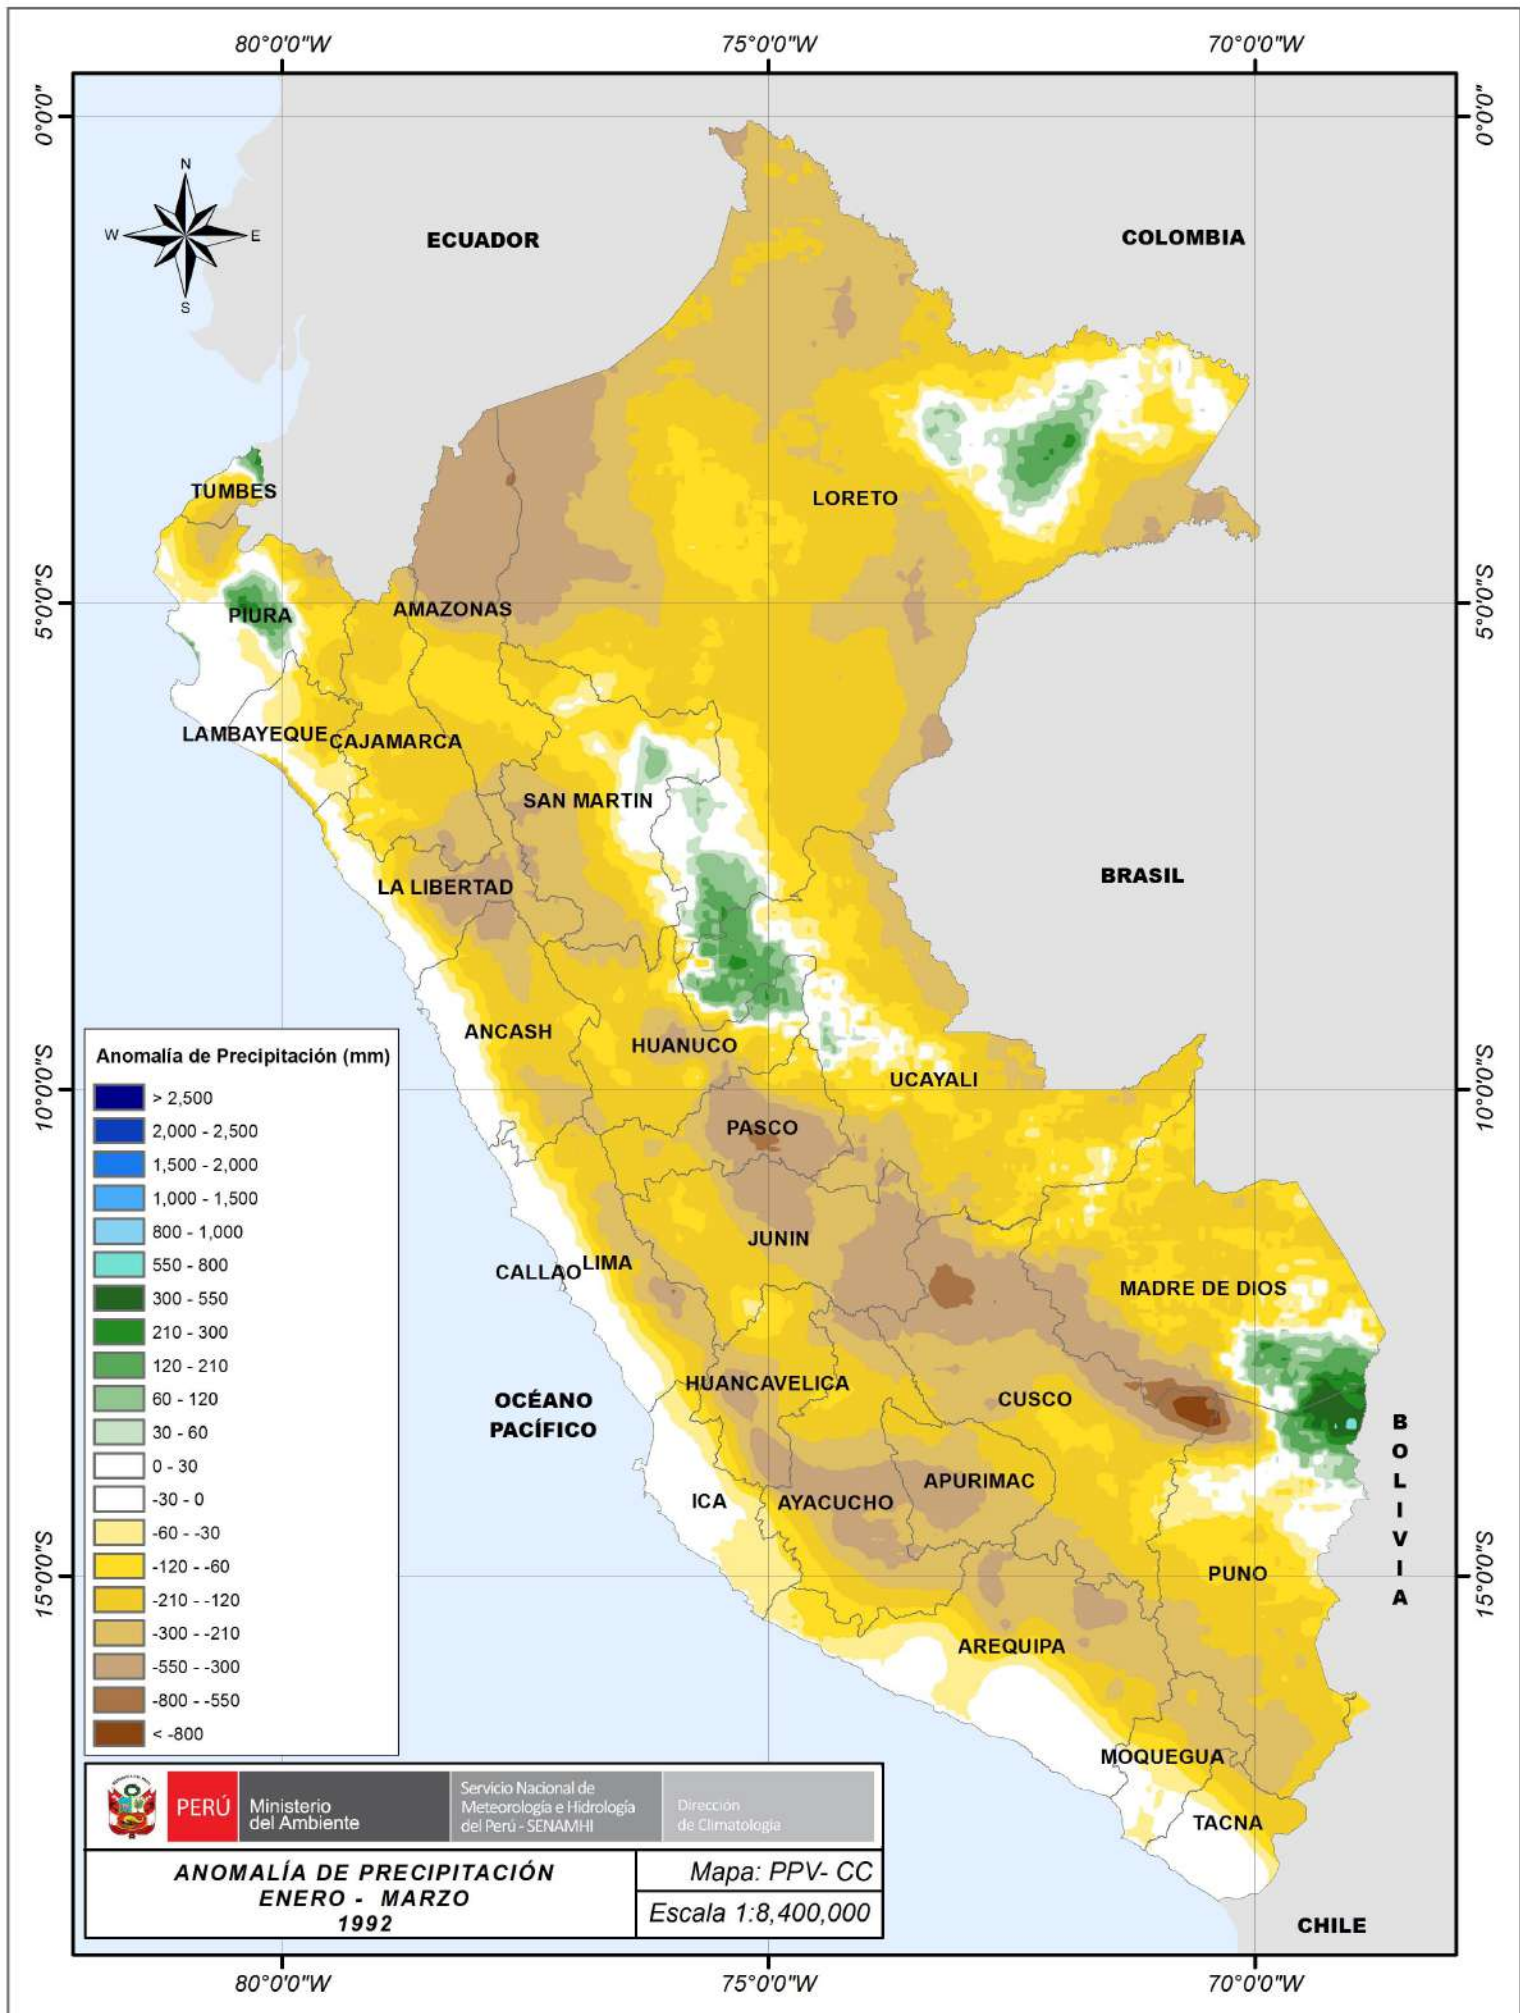 80°0'0"W
75°0'0"W
70°0'0"W
0°0'0"
0°0'0"
N
W
E
S
ECUADOR
COLOMBIA
TUMBES
LORETO
5°0'0"S
5°0'0"S
PIURA
AMAZONAS
LAMBAYEQUE
CAJAMARCA
SAN MARTIN
BRASIL
LA LIBERTAD
ANCASH
HUANUCO
UCAYALI
10°0'0"S
10°0'0"S
PASCO
JUNIN
CALLAO
LIMA
MADRE DE DIOS
HUANCAVELICA
CUSCO
OCÉANO
PACÍFICO
BOLIVIA
APURIMAC
ICA
AYACUCHO
15°0'0"S
15°0'0"S
PUNO
AREQUIPA
MOQUEGUA
TACNA
CHILE
Anomalía de Precipitación (mm)
> 2,500
2,000 - 2,500
1,500 - 2,000
1,000 - 1,500
800 - 1,000
550 - 800
300 - 550
210 - 300
120 - 210
60 - 120
30 - 60
0 - 30
-30 - 0
-60 - -30
-120 - -60
-210 - -120
-300 - -210
-550 - -300
-800 - -550
< -800
PERÚ
Ministerio
del Ambiente
Servicio Nacional de
Meteorología e Hidrología
del Perú - SENAMHI
Dirección
de Climatología
ANOMALÍA DE PRECIPITACIÓN
ENERO - MARZO
1992
Mapa: PPV- CC
Escala 1:8,400,000
80°0'0"W
75°0'0"W
70°0'0"W